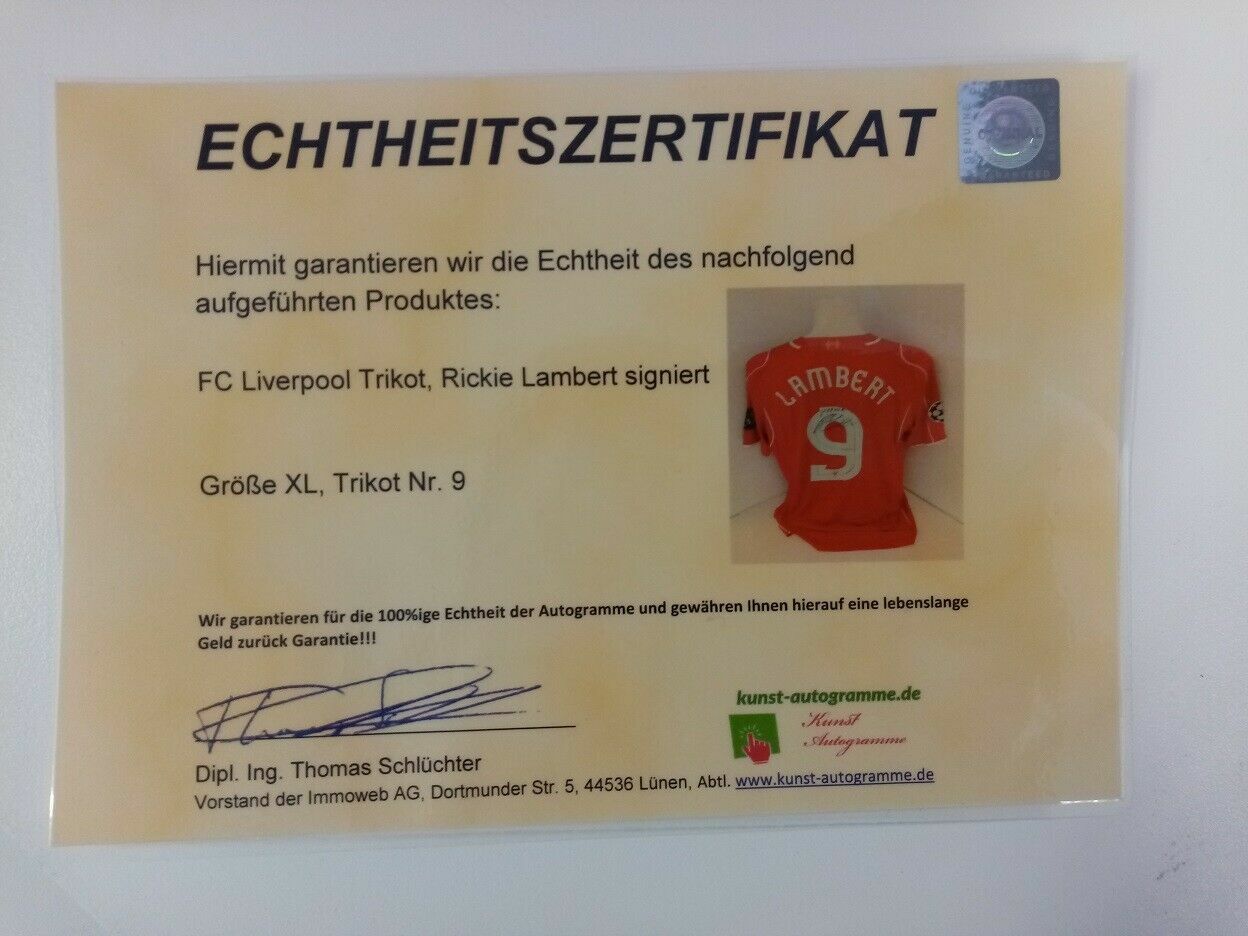 ECHTHEITSZERTIFIKAT
GENUINE
GUARANTEED
Hiermit garantieren wir die Echtheit des nachfolgend
aufgeführten Produktes:
FC Liverpool Trikot, Rickie Lambert signiert
LAMBERT
9
Größe XL, Trikot Nr. 9
Wir garantieren für die 100%ige Echtheit der Autogramme und gewähren Ihnen hierauf eine lebenslange
Geld zurück Garantie!!!
kunst-autogramme.de
Kunst
Autogramme
Dipl. Ing. Thomas Schlüchter
Vorstand der Immoweb AG, Dortmunder Str. 5, 44536 Lünen, Abtl. www.kunst-autogramme.de